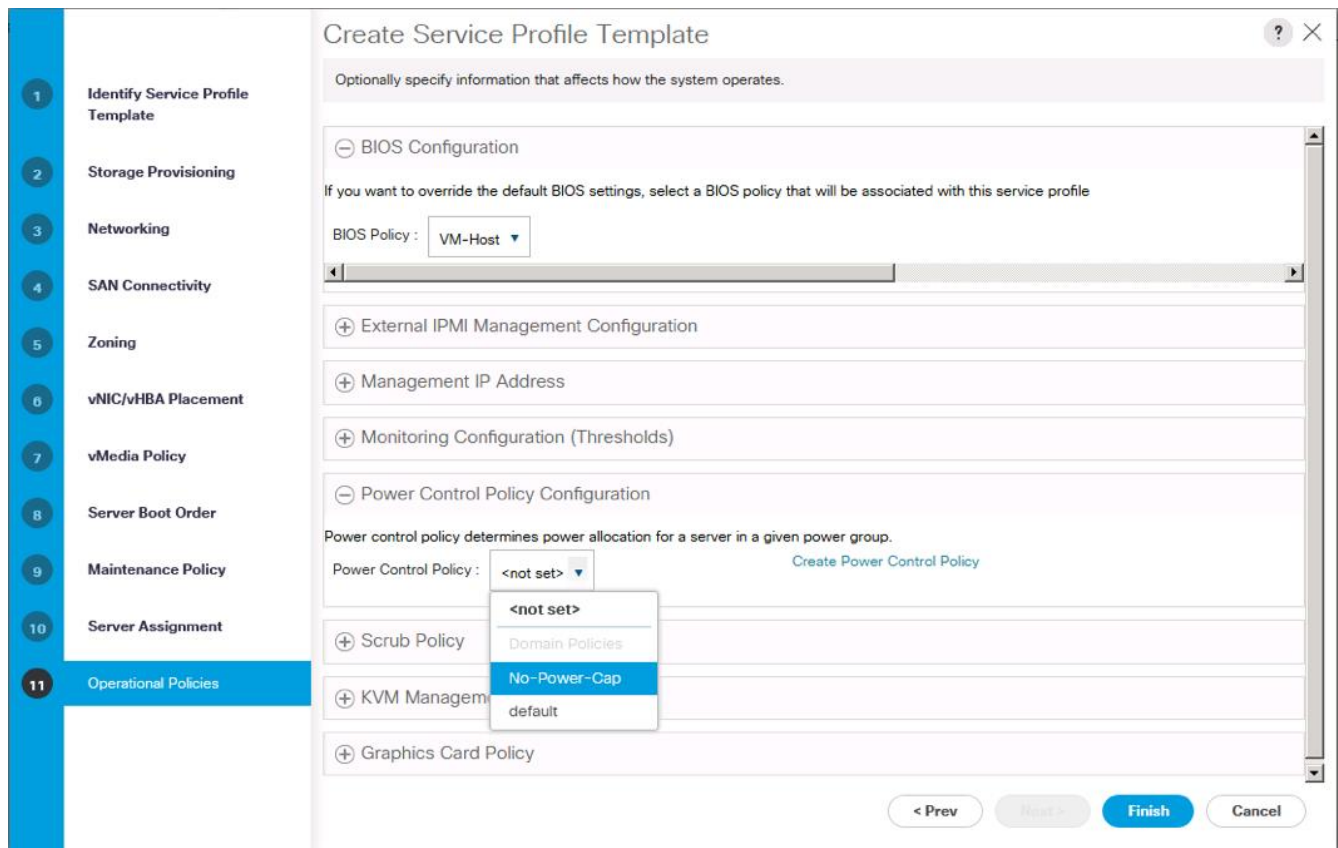 Create Service Profile Template
?
Optionally specify information that affects how the system operates.
1
Identify Service Profile
Template
2
Storage Provisioning
3
Networking
4
SAN Connectivity
5
Zoning
6
vNIC/vHBA Placement
7
vMedia Policy
8
Server Boot Order
9
Maintenance Policy
10
Server Assignment
11
Operational Policies
BIOS Configuration
If you want to override the default BIOS settings, select a BIOS policy that will be associated with this service profile
BIOS Policy : VM-Host
External IPMI Management Configuration
Management IP Address
Monitoring Configuration (Thresholds)
Power Control Policy Configuration
Power control policy determines power allocation for a server in a given power group.
Power Control Policy : <not set> Create Power Control Policy
<not set>
Domain Policies
No-Power-Cap
default
Scrub Policy
KVM Managem
Graphics Card Policy
< Prev Next > Finish Cancel